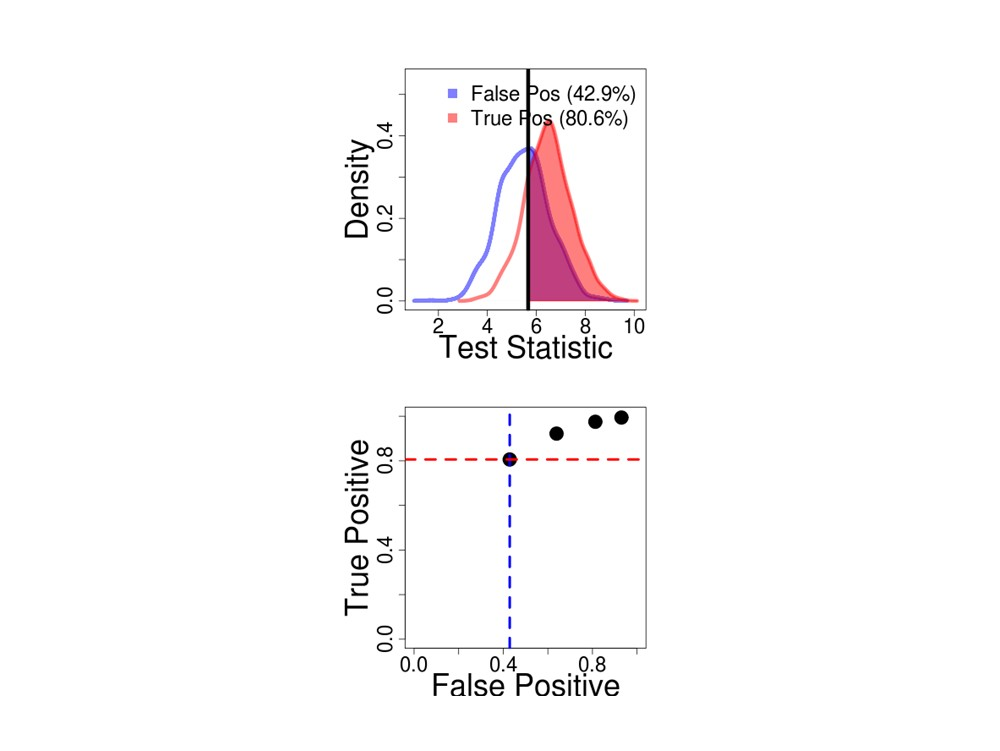 False Pos (42.9%)
True Pos (80.6%)
Density
0.0 0.2 0.4
2 4 6 8 10
Test Statistic
True Positive
0.0 0.4 0.8
0.0 0.4 0.8
False Positive